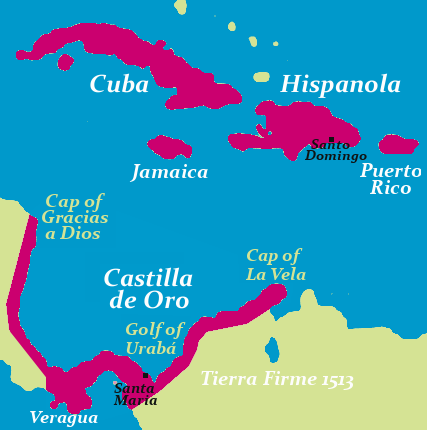 Cuba
Hispanola
Santo
Domingo
Jamaica
Puerto
Rico
Cap of
Gracias
a Dios
Cap of
La Vela
Castilla
de Oro
Golf of
Urabá
Tierra Firme 1513
Santa
María
Veragua